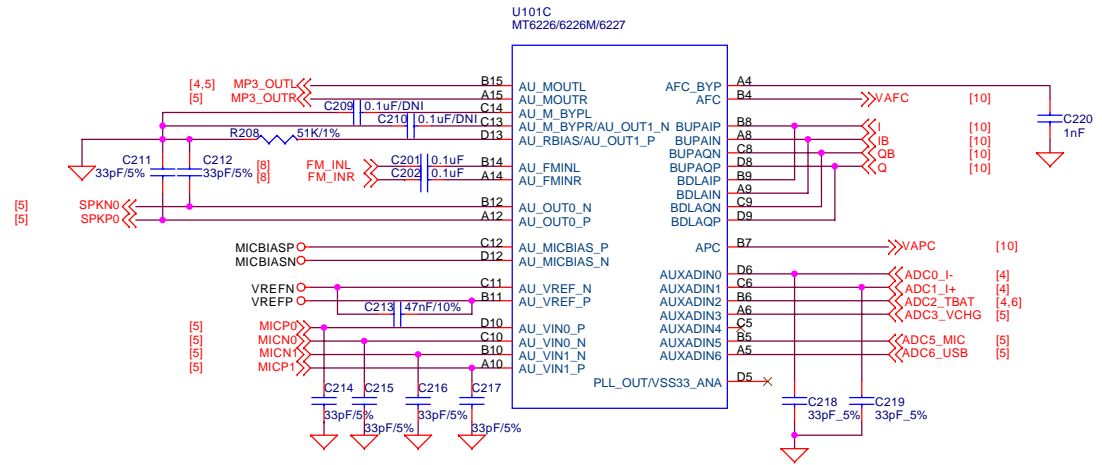 U101C
MT6226/6226M/6227
[4,5] MP3_OUTL B15 AU_MOUTL AFC_BYP A4
[5] MP3_OUTR A15 AU_MOUTR AFC B4 VAFC [10]
C209 0.1uF/DNI C14 AU_M_BYPL
C210 0.1uF/DNI C13 AU_M_BYPR/AU_OUT1_N BUPAIP B8 I [10]
R208 51K/1% D13 AU_RBIAS/AU_OUT1_P BUPAIN A8 IB [10]
C220
1nF
BUPAQN C8 QB [10]
C211 C212 [8] FM_INL C201 0.1uF B14 AU_FMINL BUPAQP D8 Q [10]
33pF/5% 33pF/5% [8] FM_INR C202 0.1uF A14 AU_FMINR BDLAIP B9
BDLAIN A9
[5] SPKN0 B12 AU_OUT0_N BDLAQN C9
[5] SPKP0 A12 AU_OUT0_P BDLAQP D9
MICBIASP C12 AU_MICBIAS_P APC B7 VAPC [10]
MICBIASN D12 AU_MICBIAS_N
AUXADIN0 D6 ADC0_I- [4]
VREFN C11 AU_VREF_N AUXADIN1 C6 ADC1_I+ [4]
VREFP B11 AU_VREF_P AUXADIN2 B6 ADC2_TBAT [4,6]
C213 47nF/10% AUXADIN3 A6 ADC3_VCHG [5]
[5] MICP0 D10 AU_VIN0_P AUXADIN4 C5
[5] MICN0 C10 AU_VIN0_N AUXADIN5 B5 ADC5_MIC [5]
[5] MICN1 B10 AU_VIN1_N AUXADIN6 A5 ADC6_USB [5]
[5] MICP1 A10 AU_VIN1_P
PLL_OUT/VSS33_ANA D5
C214 C215 C216 C217
33pF/5% 33pF/5% 33pF/5% 33pF/5%
C218 C219
33pF_5% 33pF_5%